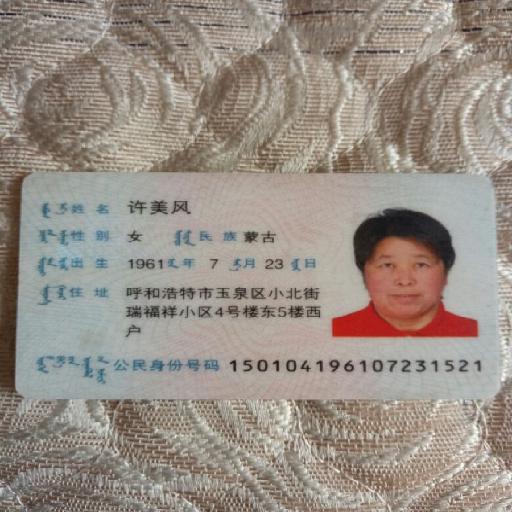 姓名 许美风
性别 女 民族 蒙古
出生 1961 年 7 月 23 日
住址 呼和浩特市玉泉区小北街
瑞福祥小区4号楼东5楼西
户
公民身份号码 150104196107231521